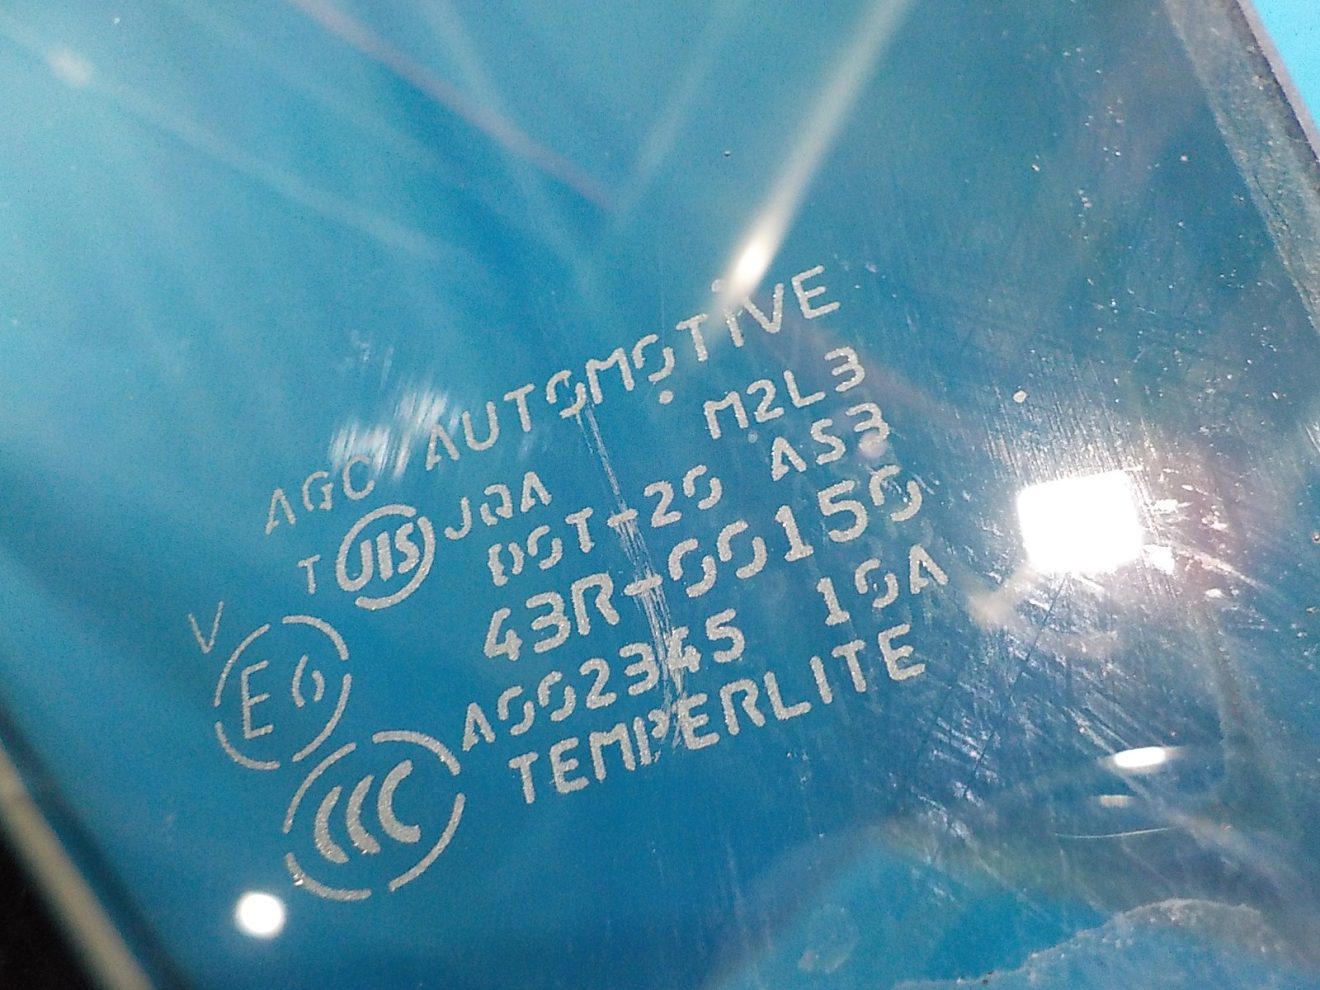 AGC AUTOMOTIVE
T JIS JQA M2L3
DOT-20 AS3
V E6 43R-00150
CCC A002345 10A
TEMPERLITE